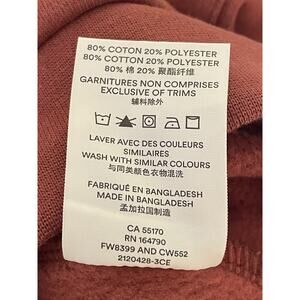 80% COTON 20% POLYESTER
80% COTTON 20% POLYESTER
80% 棉 20% 聚酯纤维
GARNITURES NON COMPRISES
EXCLUSIVE OF TRIMS
辅料除外
LAVER AVEC DES COULEURS
SIMILAIRES
WASH WITH SIMILAR COLOURS
与同类颜色衣物混洗
FABRIQUÉ EN BANGLADESH
MADE IN BANGLADESH
孟加拉国制造
CA 55170
RN 164790
FW8399 AND CW552
2120428-3CE